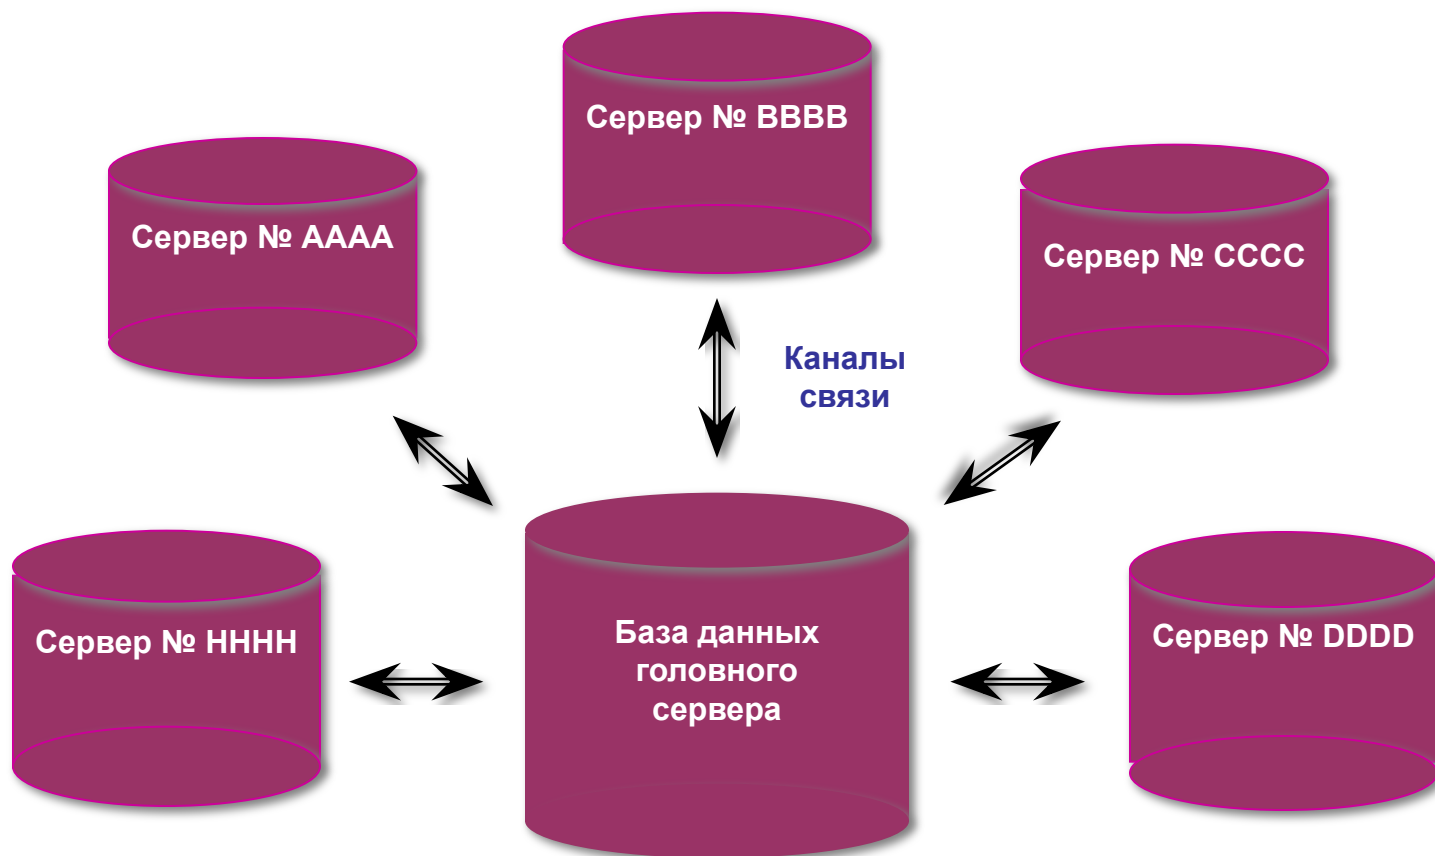 Сервер № BBBB
Сервер № AAAA
Сервер № CCCC
Каналы
связи
Сервер № HHHH
База данных
головного
сервера
Сервер № DDDD